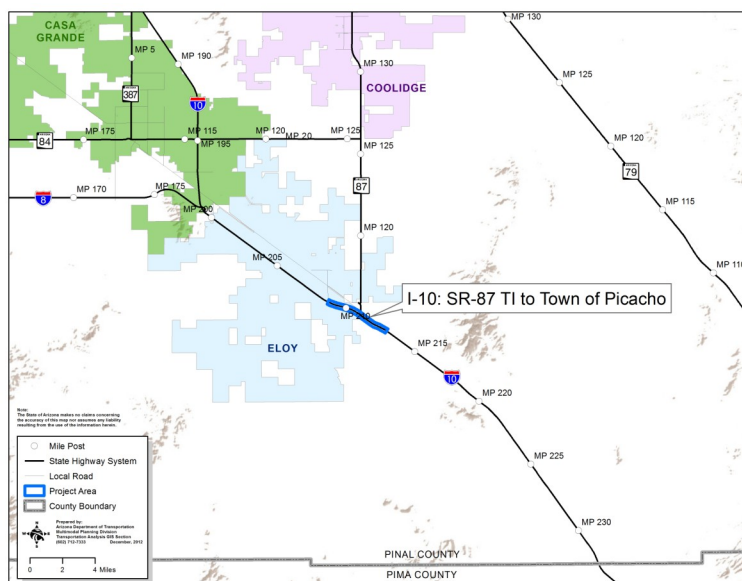 CASA
GRANDE
MP 5
MP 190
387
10
MP 130
COOLIDGE
MP 130
MP 125
84
MP 175
MP 115
MP 195
MP 120
MP 20
MP 125
MP 125
87
MP 120
79
MP 115
MP 110
8
MP 170
MP 175
MP 200
MP 205
MP 120
I-10: SR-87 TI to Town of Picacho
MP 210
ELOY
MP 215
10
MP 220
MP 225
MP 230
Note:
The State of Arizona makes no claims concerning
the accuracy of this map nor assumes any liability
resulting from the use of the information herein.
Mile Post
State Highway System
Local Road
Project Area
County Boundary
N
W E
S
Prepared by:
Arizona Department of Transportation
Multimodal Planning Division
Transportation Analysis GIS Section
(602) 712-7333 December, 2012
0 2 4 Miles
PINAL COUNTY
PIMA COUNTY